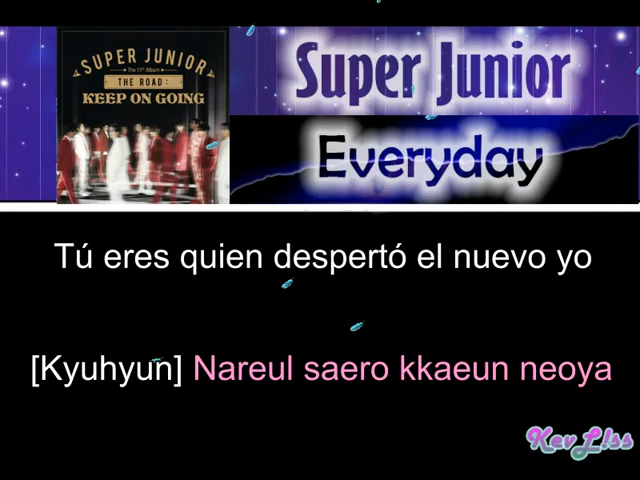 SUPER JUNIOR
The 11th Album
THE ROAD :
KEEP ON GOING
Super Junior
Everyday
Tú eres quien despertó el nuevo yo
[Kyuhyun] Nareul saero kkaeun neoya
KevL!ss